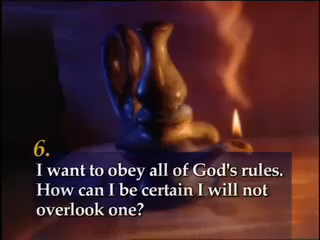 6.
I want to obey all of God's rules.
How can I be certain I will not
overlook one?